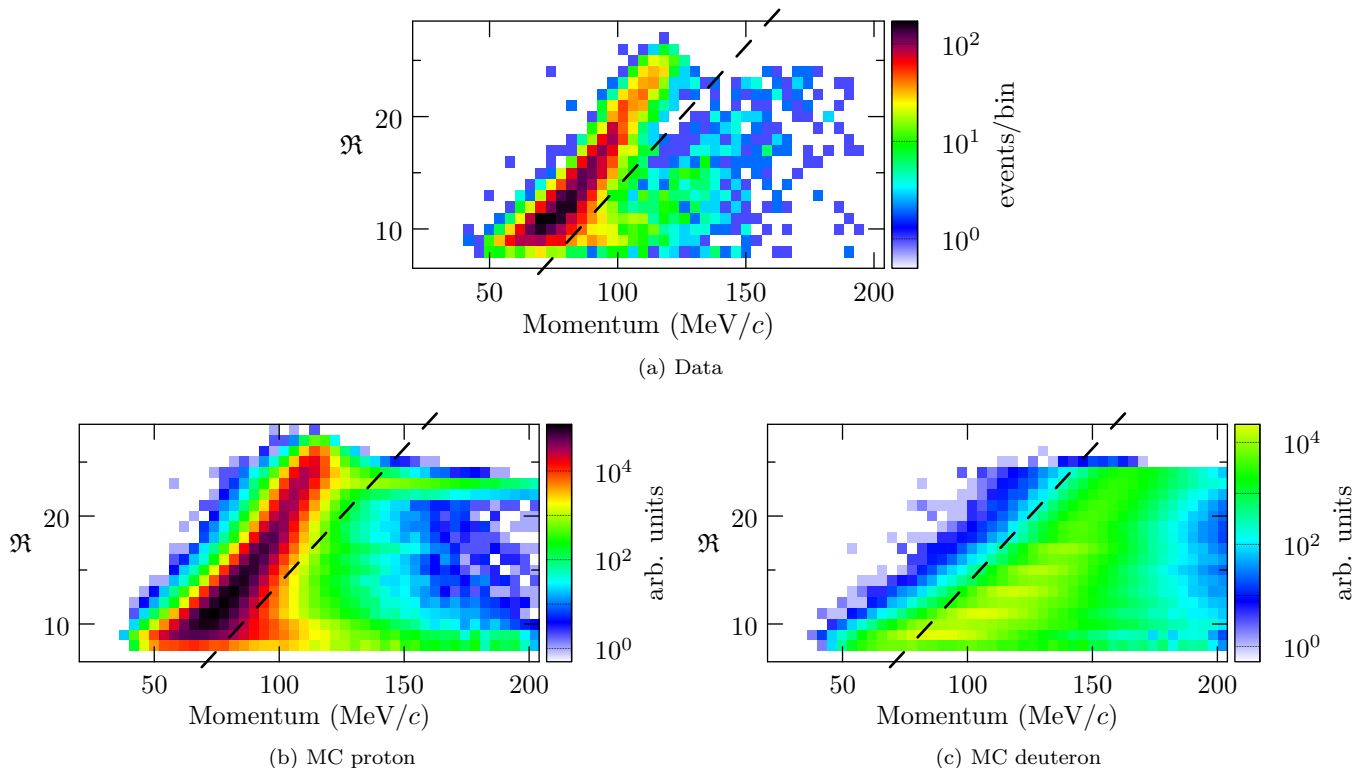 10²
20
ℜ
10¹
events/bin
10
10⁰
50 100 150 200
Momentum (MeV/c)
(a) Data
10⁴
20
ℜ
10²
arb. units
10
10⁰
50 100 150 200
Momentum (MeV/c)
(b) MC proton
10⁴
20
ℜ
10²
arb. units
10
10⁰
50 100 150 200
Momentum (MeV/c)
(c) MC deuteron